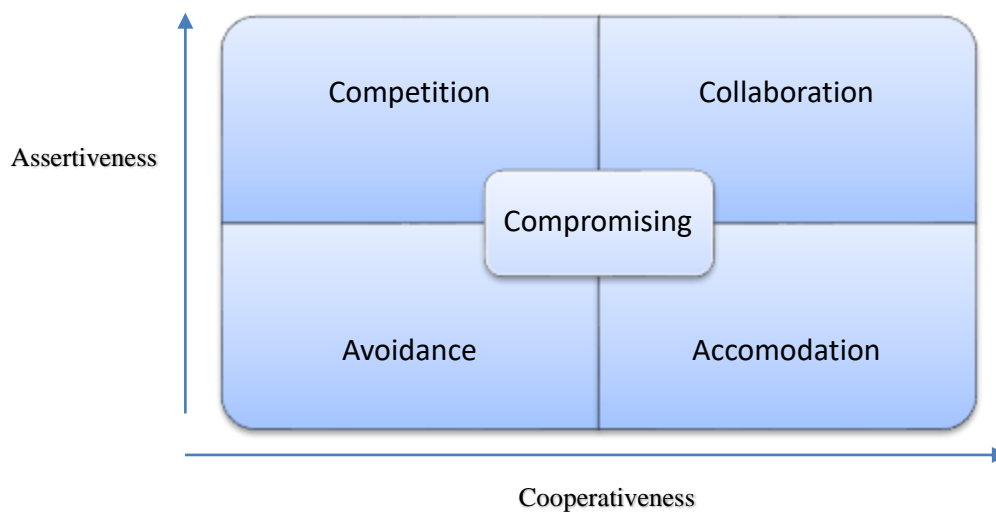 Competition
Collaboration
Assertiveness
Compromising
Avoidance
Accomodation
Cooperativeness